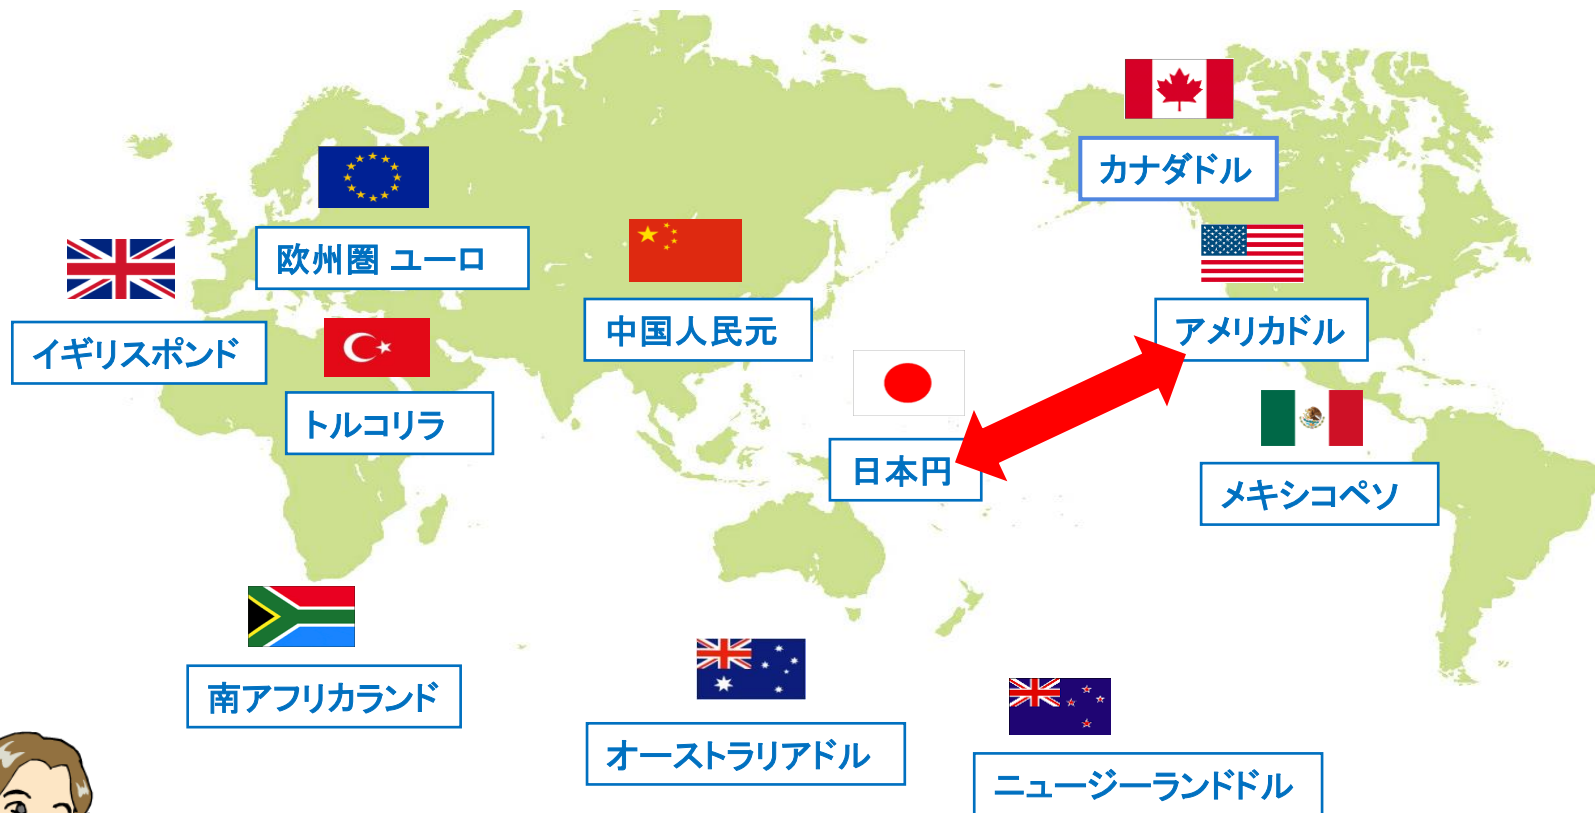 カナダドル
欧州圏 ユーロ
アメリカドル
中国人民元
イギリスポンド
トルコリラ
日本円
メキシコペソ
南アフリカランド
オーストラリアドル
ニュージーランドドル